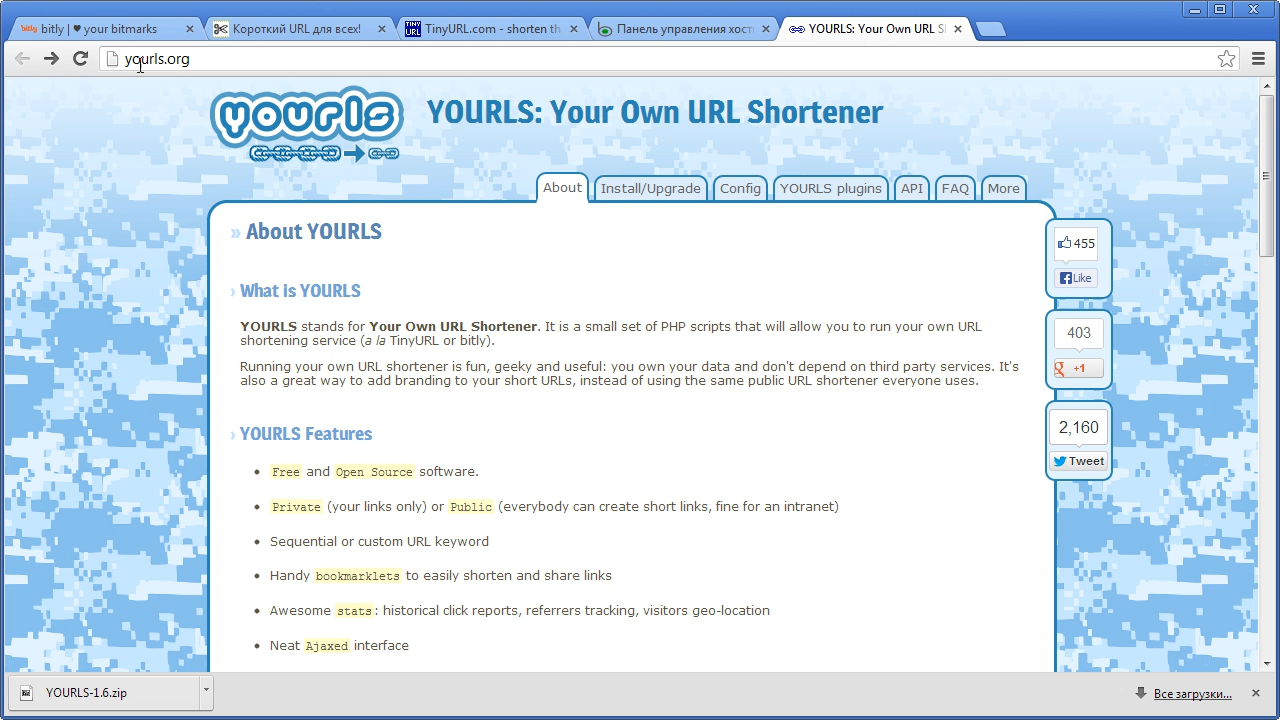 bitly | ♥ your bitmarks
Короткий URL для всех!
TINY URL
TinyURL.com - shorten th
Панель управления хост
YOURLS: Your Own URL S
yourls.org
yourls
YOURLS: Your Own URL Shortener
About
Install/Upgrade
Config
YOURLS plugins
API
FAQ
More
» About YOURLS
› What is YOURLS
YOURLS stands for Your Own URL Shortener. It is a small set of PHP scripts that will allow you to run your own URL
shortening service (a la TinyURL or bitly).
Running your own URL shortener is fun, geeky and useful: you own your data and don't depend on third party services. It's
also a great way to add branding to your short URLs, instead of using the same public URL shortener everyone uses.
› YOURLS Features
• Free and Open Source software.
• Private (your links only) or Public (everybody can create short links, fine for an intranet)
• Sequential or custom URL keyword
• Handy bookmarklets to easily shorten and share links
• Awesome stats: historical click reports, referrers tracking, visitors geo-location
• Neat Ajaxed interface
455
Like
403
+1
2,160
Tweet
YOURLS-1.6.zip
Все загрузки...